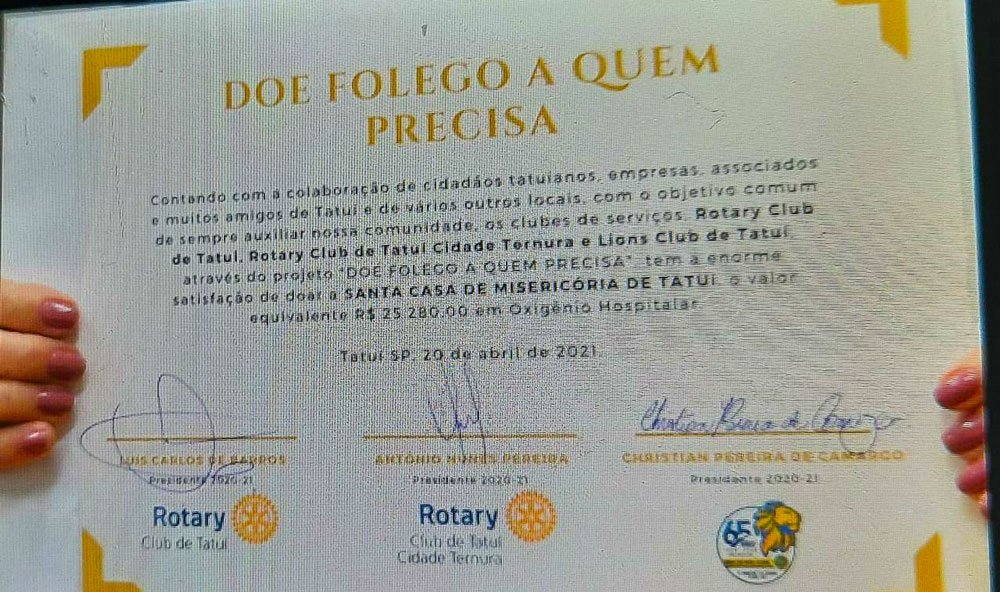 DOE FOLEGO A QUEM
PRECISA
Contando com a colaboração de cidadãos tatuianos, empresas, associados
e muitos amigos de Tatuí e de vários outros locais, com o objetivo comum
de sempre auxiliar nossa comunidade, os clubes de serviços, Rotary Club
de Tatuí, Rotary Club de Tatuí Cidade Ternura e Lions Club de Tatuí,
através do projeto "DOE FOLEGO A QUEM PRECISA", tem a enorme
satisfação de doar a SANTA CASA DE MISERICÓRIA DE TATUÍ, o valor
equivalente R$ 25.280,00 em Oxigênio Hospitalar.
Tatuí SP, 20 de abril de 2021.
LUIS CARLOS DE BARROS
ANTÔNIO NUNES PEREIRA
CHRISTIAN PEREIRA DE CAMARGO
Presidente 2020-21
Presidente 2020-21
Presidente 2020-21
Rotary
Club de Tatuí
Rotary
Club de Tatuí
Cidade Ternura
65